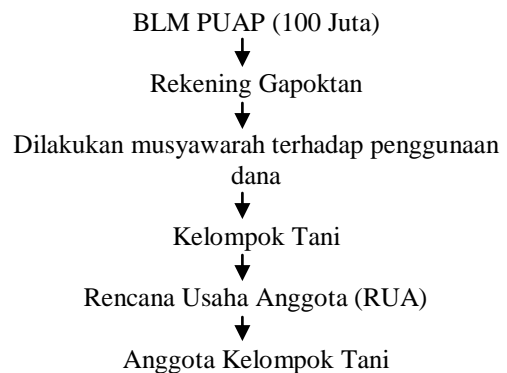 BLM PUAP (100 Juta)
Rekening Gapoktan
Dilakukan musyawarah terhadap penggunaan
dana
Kelompok Tani
Rencana Usaha Anggota (RUA)
Anggota Kelompok Tani